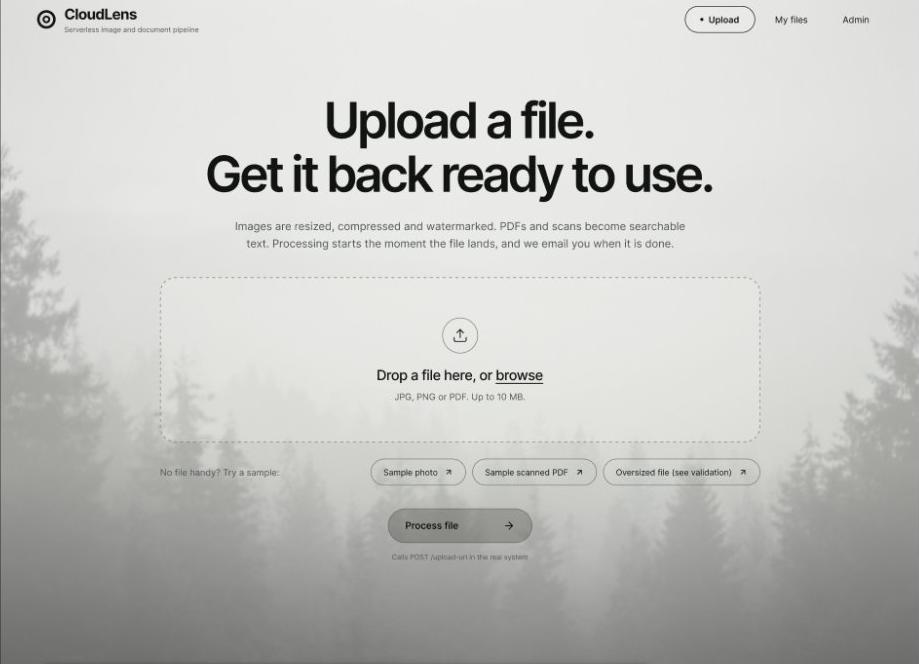 CloudLens
Serverless image and document pipeline
Upload
My files
Admin
Upload a file.
Get it back ready to use.
Images are resized, compressed and watermarked. PDFs and scans become searchable
text. Processing starts the moment the file lands, and we email you when it is done.
Drop a file here, or browse
JPG, PNG or PDF. Up to 10 MB.
No file handy? Try a sample:
Sample photo
Sample scanned PDF
Oversized file (see validation)
Process file
Calls POST /upload-url in the real system